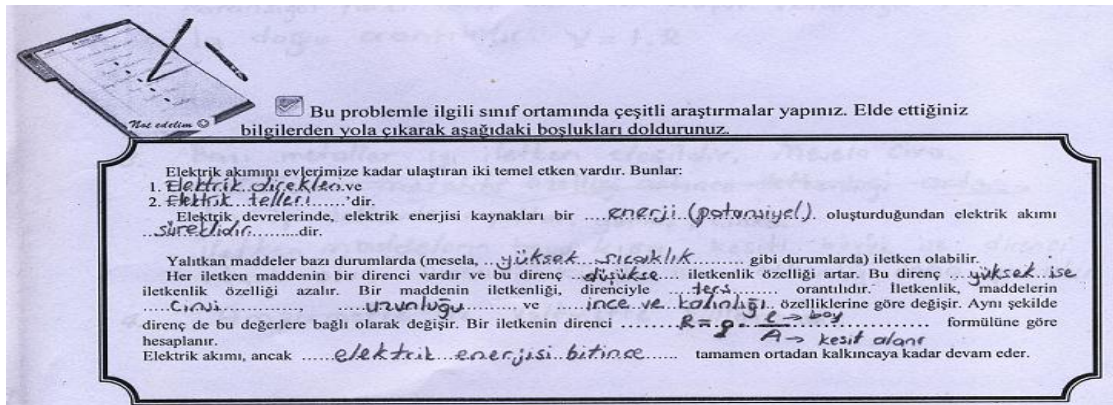 Not edelim ☺
Bu problemle ilgili sınıf ortamında çeşitli araştırmalar yapınız. Elde ettiğiniz
bilgilerden yola çıkarak aşağıdaki boşlukları doldurunuz.
Elektrik akımını evlerimize kadar ulaştıran iki temel etken vardır. Bunlar:
1. Elektrik direkleri ve
2. Elektrik telleri......'dir.
Elektrik devrelerinde, elektrik enerjisi kaynakları bir ....enerji (potansiyel). oluşturduğundan elektrik akımı
..süreklidir......dir.
Yalıtkan maddeler bazı durumlarda (mesela, ..yüksek..sıcaklık........ gibi durumlarda) iletken olabilir.
Her iletken maddenin bir direnci vardır ve bu direnç ..düşükse.... iletkenlik özelliği artar. Bu direnç ..yüksek ise
iletkenlik özelliği azalır. Bir maddenin iletkenliği, direnciyle ....ters...... orantılıdır. İletkenlik, maddelerin
....cinsi........ ........uzunluğu...... ve ....ince ve kalınlığı. özelliklerine göre değişir. Aynı şekilde
direnç de bu değerlere bağlı olarak değişir. Bir iletkenin direnci ........R = ρ · ℓ → boy / A → kesit alanı........ formülüne göre
hesaplanır.
Elektrik akımı, ancak ......elektrik..enerjisi bitince...... tamamen ortadan kalkıncaya kadar devam eder.